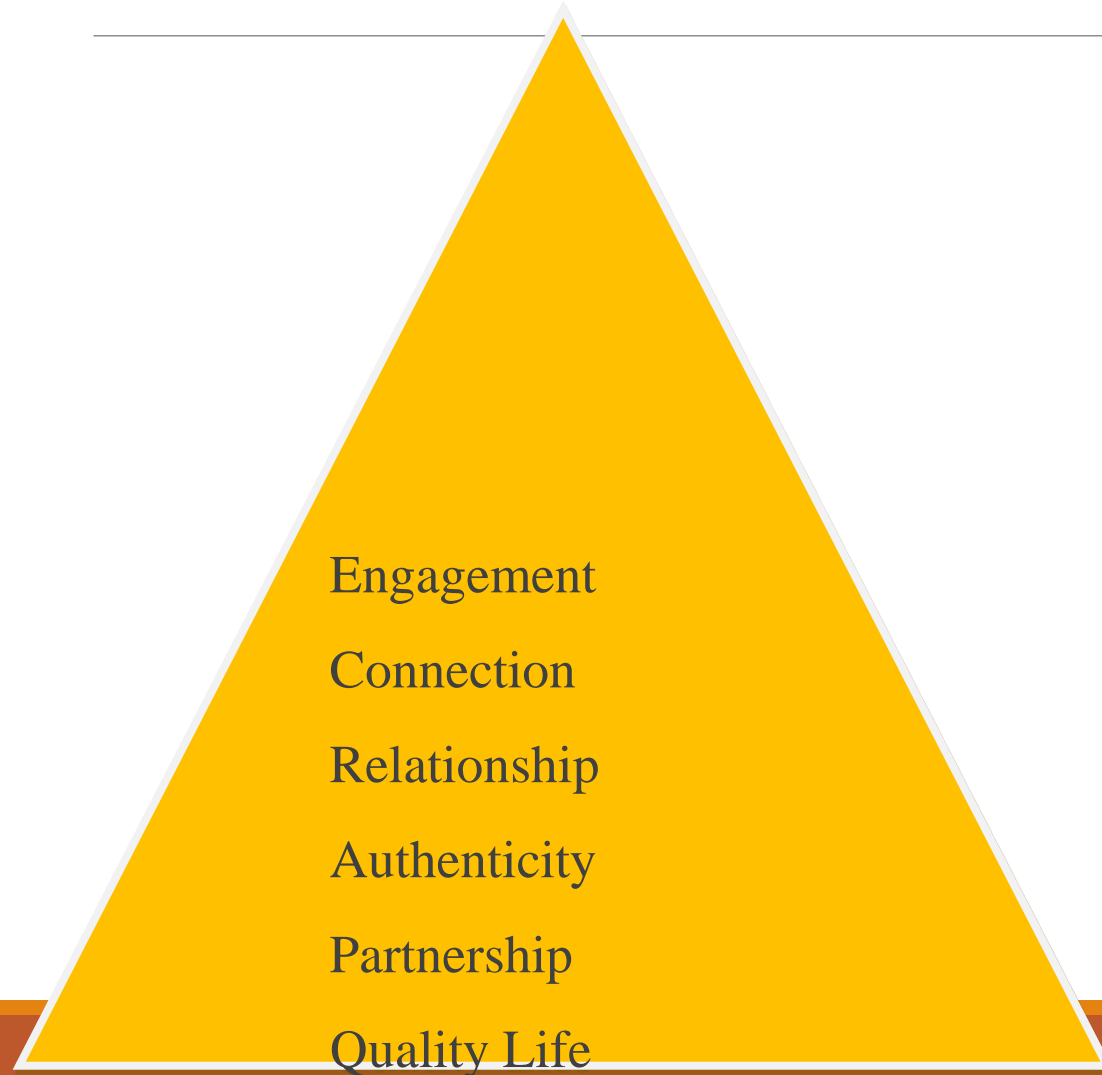 Engagement
Connection
Relationship
Authenticity
Partnership
Quality Life